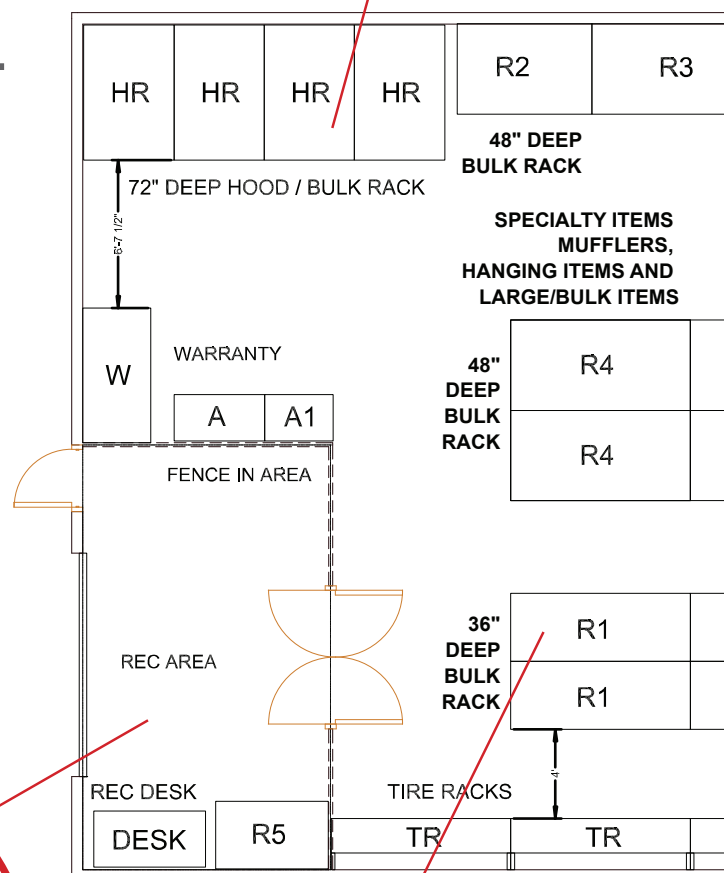 HR HR HR HR
R2 R3
48" DEEP
BULK RACK
72" DEEP HOOD / BULK RACK
6'-7 1/2"
SPECIALTY ITEMS
MUFFLERS,
HANGING ITEMS AND
LARGE/BULK ITEMS
W
WARRANTY
A A1
48"
DEEP
BULK
RACK
R4
R4
FENCE IN AREA
REC AREA
36"
DEEP
BULK
RACK
R1
R1
4'
REC DESK
DESK
R5
TIRE RACKS
TR TR